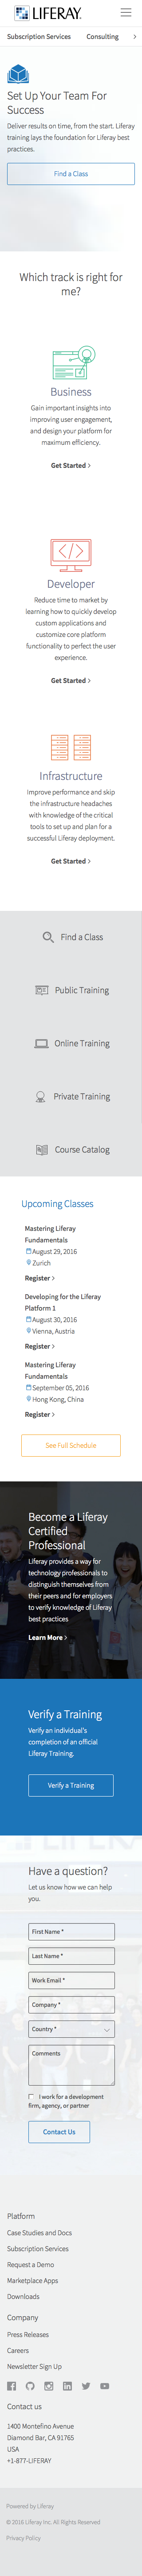 LIFERAY.
Subscription Services Consulting
Set Up Your Team For
Success
Deliver results on time, from the start. Liferay
training lays the foundation for Liferay best
practices.
Find a Class
Which track is right for
me?
Business
Gain important insights into
improving user engagement,
and design your platform for
maximum efficiency.
Get Started
Developer
Reduce time to market by
learning how to quickly develop
custom applications and
customize core platform
functionality to perfect the user
experience.
Get Started
Infrastructure
Improve performance and skip
the infrastructure headaches
with knowledge of the critical
tools to set up and plan for a
successful Liferay deployment.
Get Started
Find a Class
Public Training
Online Training
Private Training
Course Catalog
Upcoming Classes
Mastering Liferay
Fundamentals
August 29, 2016
Zurich
Register
Developing for the Liferay
Platform 1
August 30, 2016
Vienna, Austria
Register
Mastering Liferay
Fundamentals
September 05, 2016
Hong Kong, China
Register
See Full Schedule
Become a Liferay
Certified
Professional
Liferay provides a way for
technology professionals to
distinguish themselves from
their peers and for employers
to verify knowledge of Liferay
best practices
Learn More
Verify a Training
Verify an individual's
completion of an official
Liferay Training.
Verify a Training
Have a question?
Let us know how we can help
you.
First Name *
Last Name *
Work Email *
Company *
Country *
Comments
I work for a development
firm, agency, or partner
Contact Us
Platform
Case Studies and Docs
Subscription Services
Request a Demo
Marketplace Apps
Downloads
Company
Press Releases
Careers
Newsletter Sign Up
Contact us
1400 Montefino Avenue
Diamond Bar, CA 91765
USA
+1-877-LIFERAY
Powered by Liferay
© 2016 Liferay Inc. All Rights Reserved
Privacy Policy